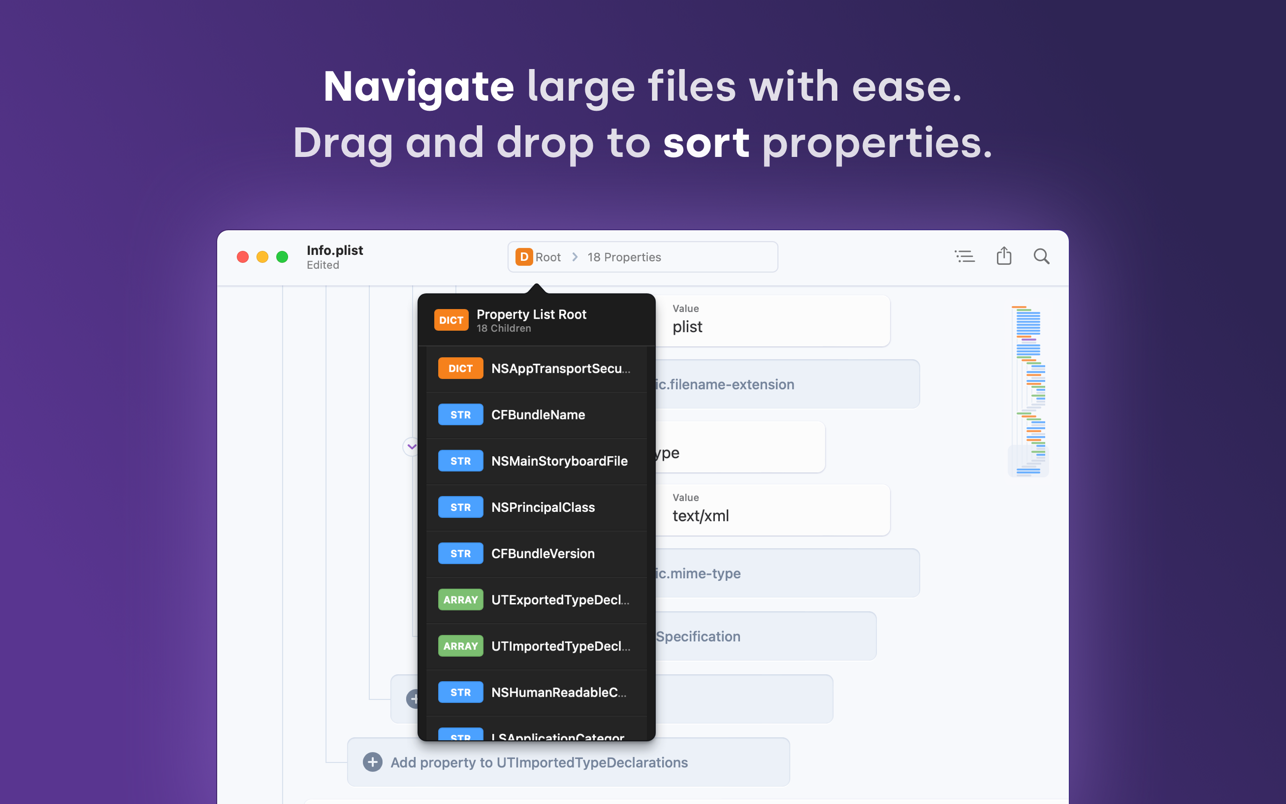 Navigate large files with ease.
Drag and drop to sort properties.
Info.plist
Edited
D Root > 18 Properties
DICT Property List Root
18 Children
DICT NSAppTransportSecu...
STR CFBundleName
STR NSMainStoryboardFile
STR NSPrincipalClass
STR CFBundleVersion
ARRAY UTExportedTypeDecl...
ARRAY UTImportedTypeDecl...
STR NSHumanReadableC...
STR LSApplicationCategor
Value
plist
ic.filename-extension
ype
Value
text/xml
ic.mime-type
Specification
Add property to UTImportedTypeDeclarations